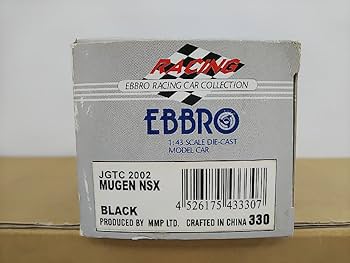 RACING
EBBRO RACING CAR COLLECTION
EBBRO
1:43 SCALE DIE-CAST
MODEL CAR
JGTC 2002
MUGEN NSX
BLACK
4 526175 433307
PRODUCED BY MMP LTD. CRAFTED IN CHINA 330